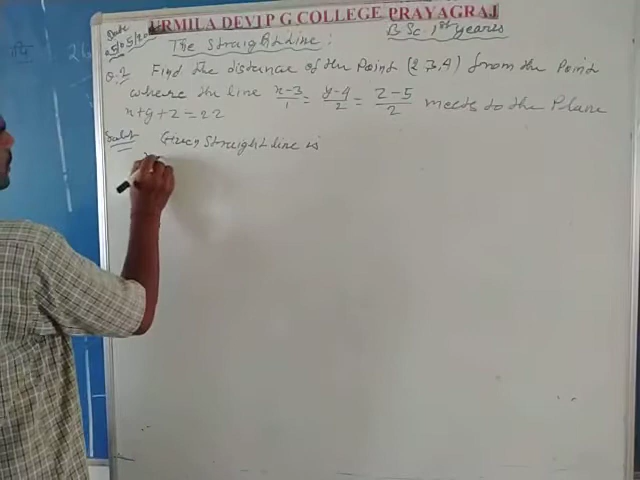 URMILA DEVI P G COLLEGE PRAYAGRAJ
Date
The Straight Line: B.Sc. 1st years
Q-2 Find the distance of the Point (2,3,4) from the Point
where the line x-3/1 = y-4/2 = z-5/2 meets to the Plane
x+y+z=22
Soln Given straight line is